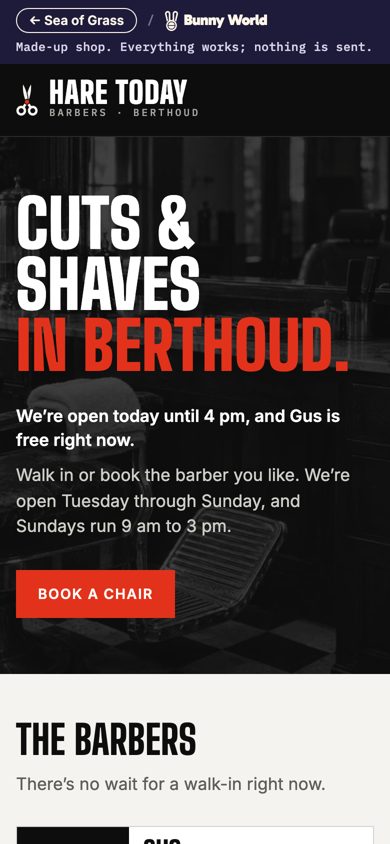 ← Sea of Grass / Bunny World
Made-up shop. Everything works; nothing is sent.
HARE TODAY
BARBERS · BERTHOUD
CUTS &
SHAVES
IN BERTHOUD.
We’re open today until 4 pm, and Gus is
free right now.
Walk in or book the barber you like. We’re
open Tuesday through Sunday, and
Sundays run 9 am to 3 pm.
BOOK A CHAIR
THE BARBERS
There’s no wait for a walk-in right now.
GUS